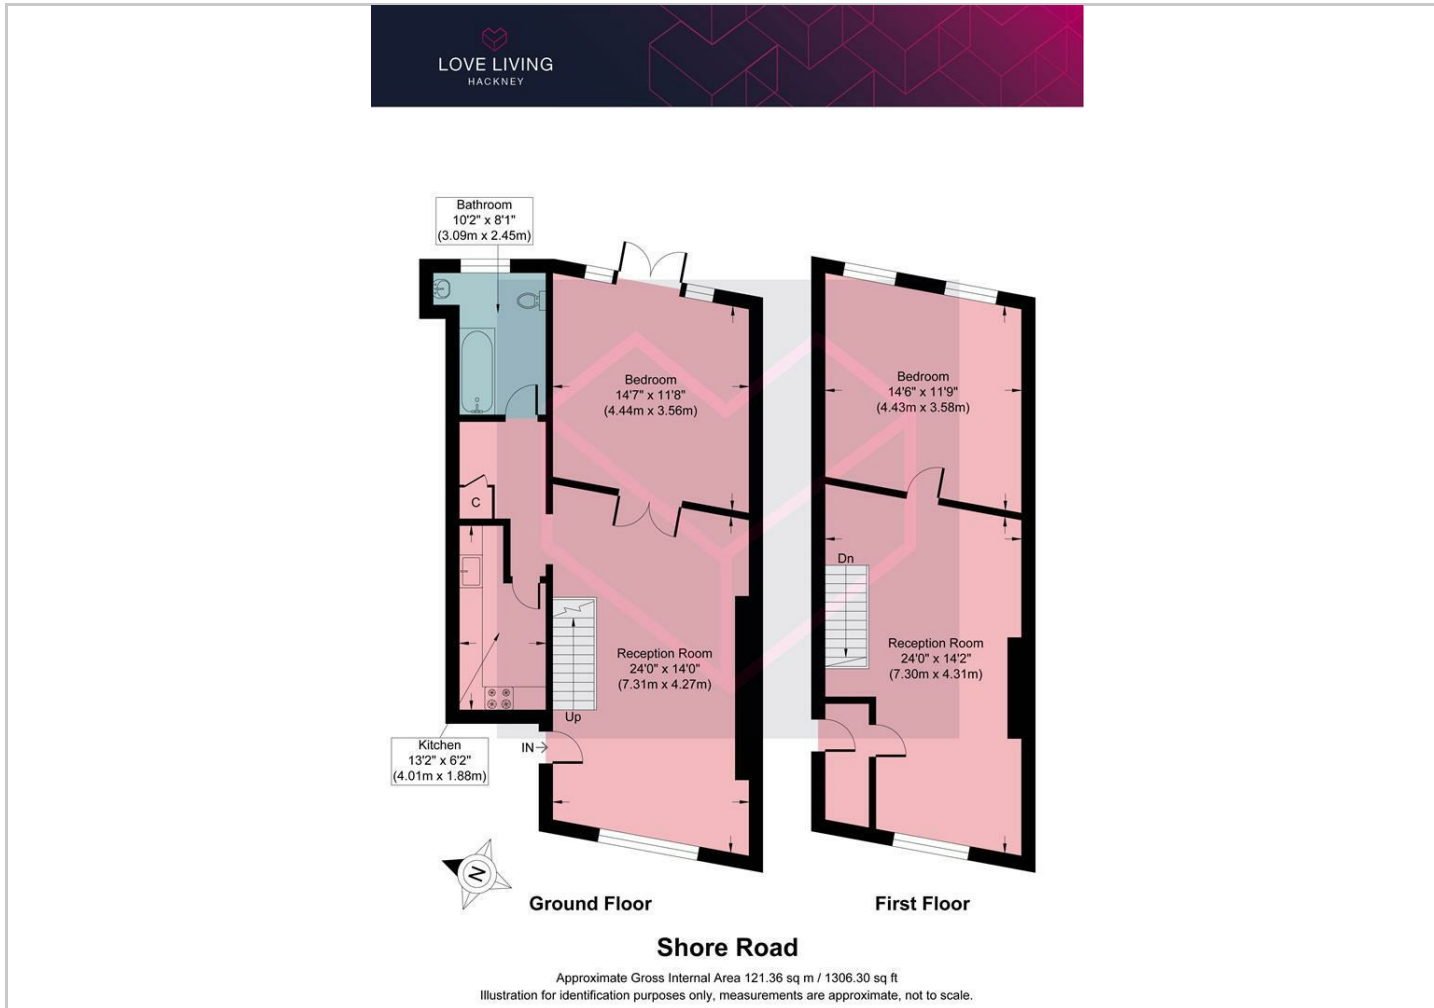 LOVE LIVING
HACKNEY
Bathroom
10'2" x 8'1"
(3.09m x 2.45m)
Bedroom
14'7" x 11'8"
(4.44m x 3.56m)
Bedroom
14'6" x 11'9"
(4.43m x 3.58m)
C
Dn
Reception Room
24'0" x 14'0"
(7.31m x 4.27m)
Reception Room
24'0" x 14'2"
(7.30m x 4.31m)
Up
IN
Kitchen
13'2" x 6'2"
(4.01m x 1.88m)
N
Ground Floor
First Floor
Shore Road
Approximate Gross Internal Area 121.36 sq m / 1306.30 sq ft
Illustration for identification purposes only, measurements are approximate, not to scale.